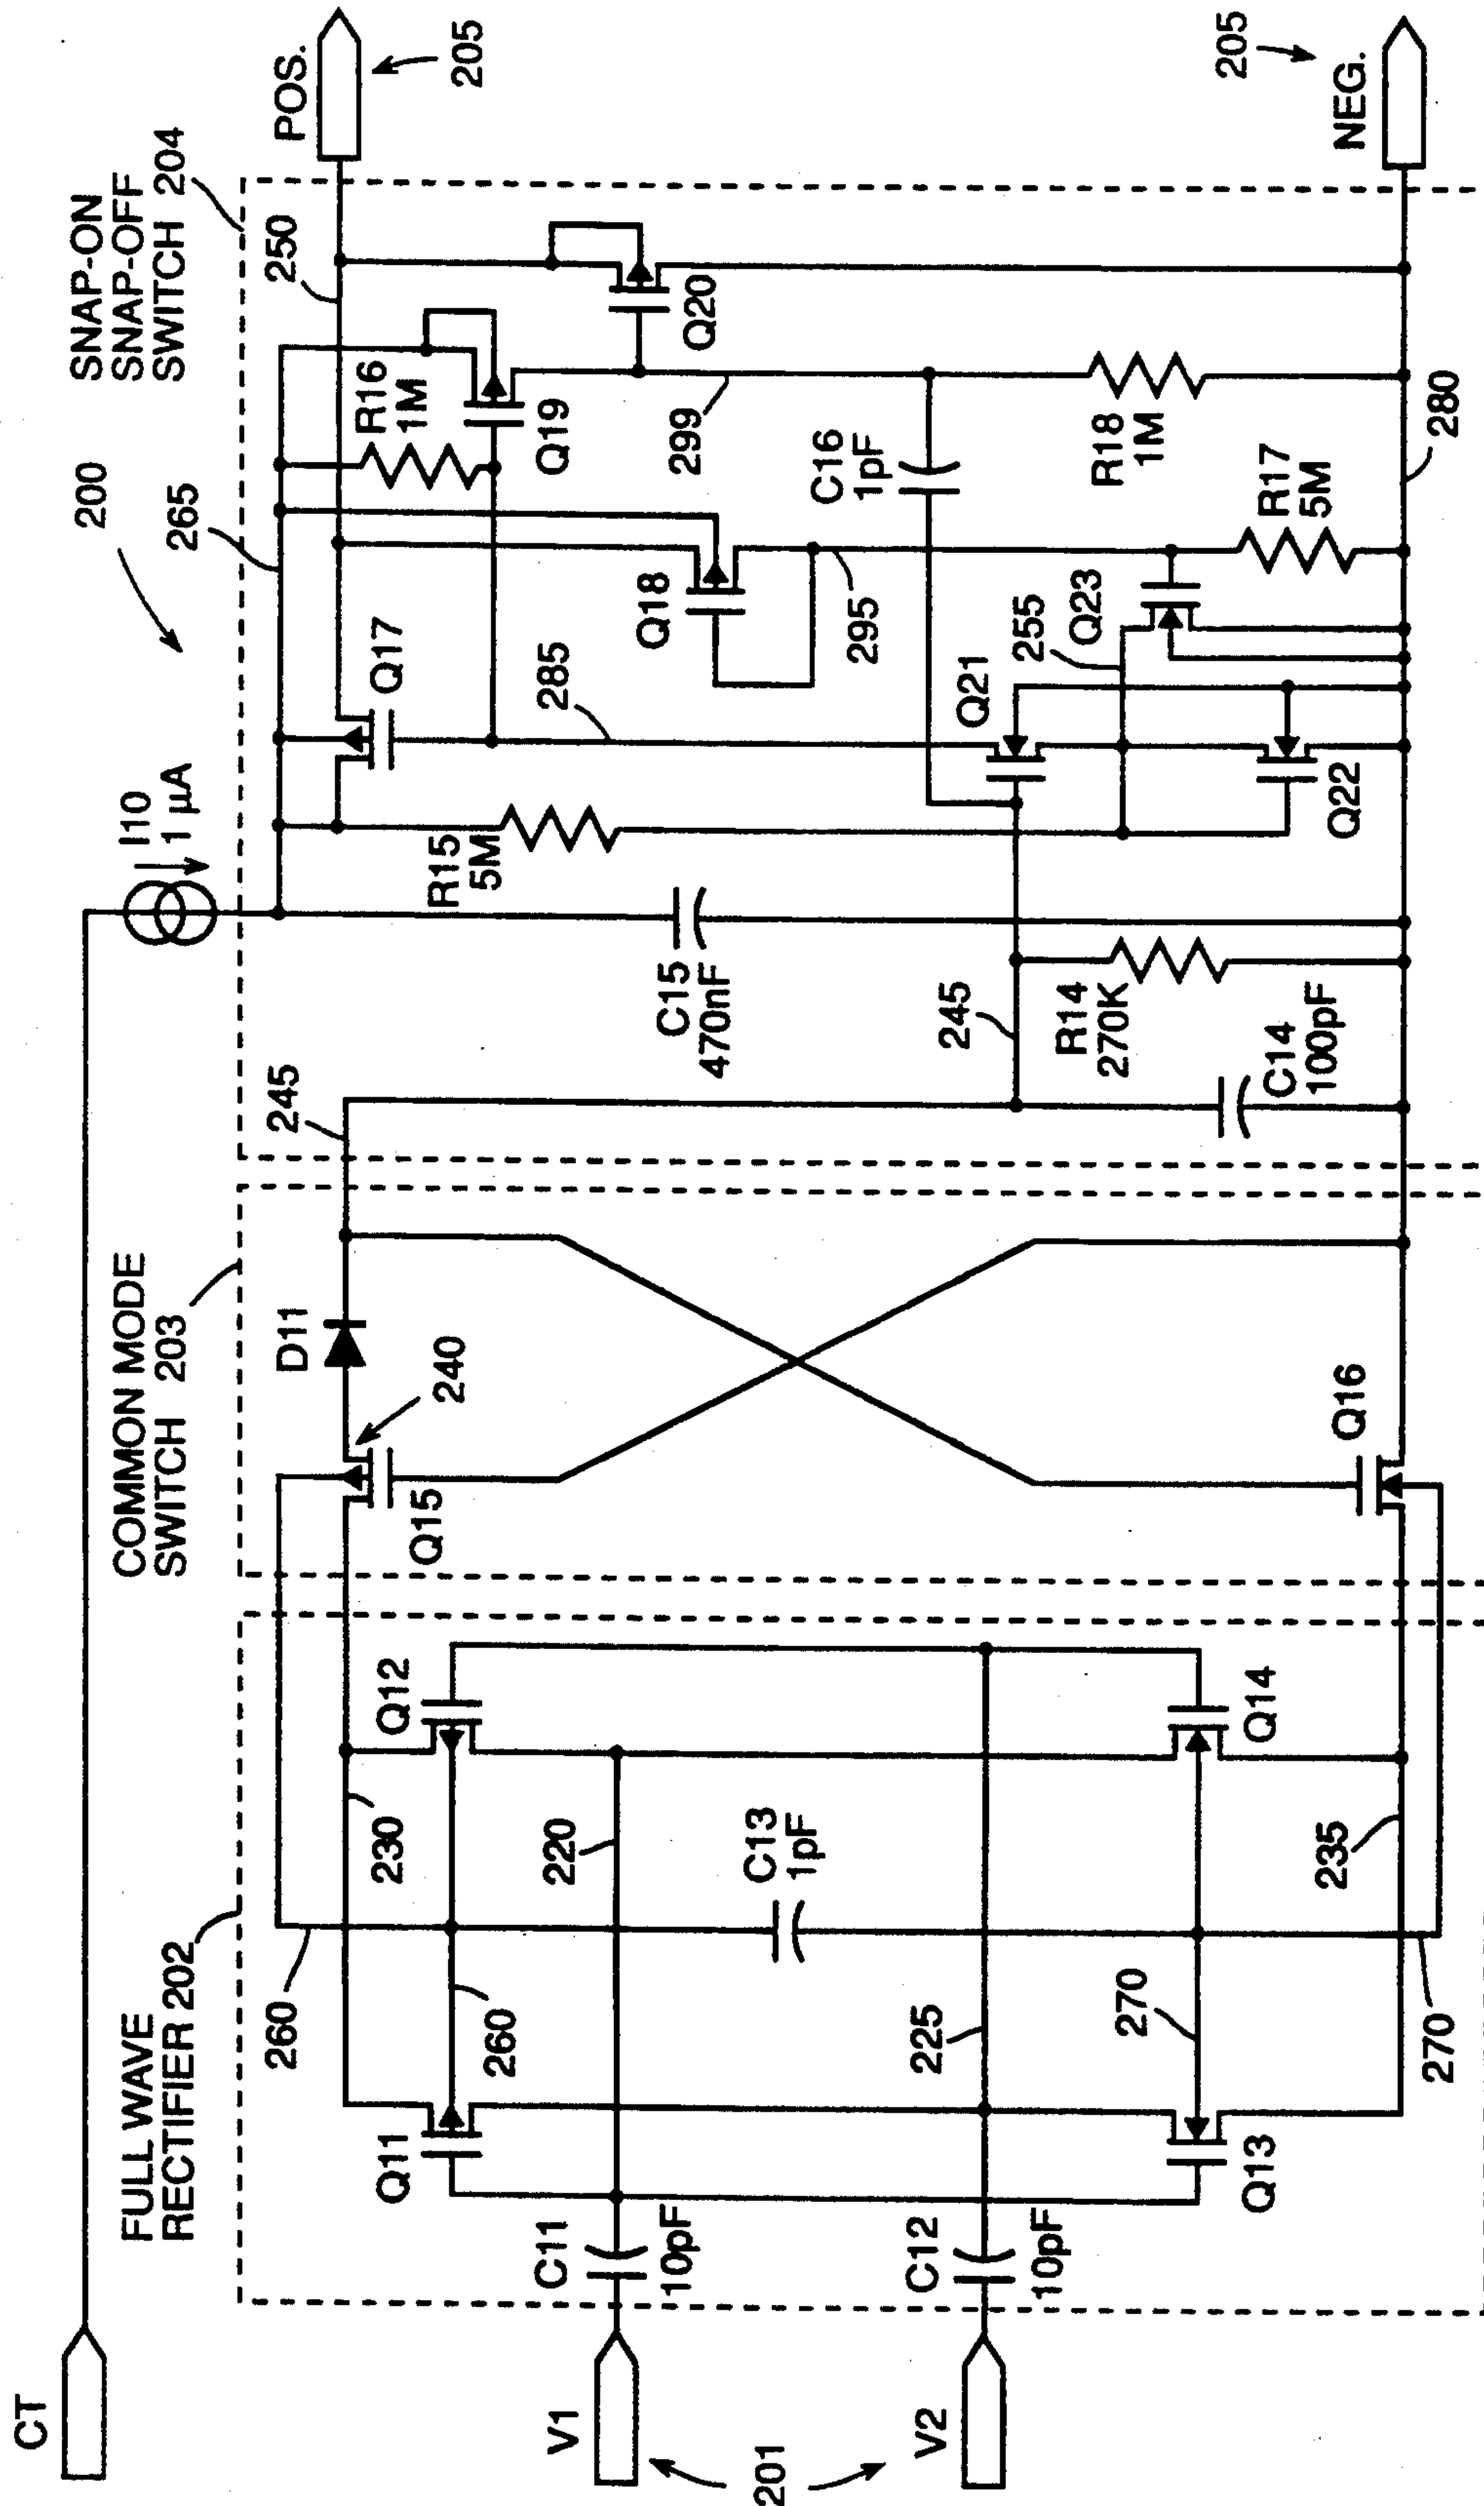 CT
V1
V2
201
FULL WAVE
RECTIFIER 202
C11
10pF
C12
10pF
260
260
Q11
Q13
225
270
270
C13
1pF
230
220
235
Q12
Q14
COMMON MODE
SWITCH 203
Q15
240
D11
Q16
245
245
C14
100pF
R14
270K
C15
470nF
I10
1 µA
R15
5M
Q22
Q17
285
Q21
255
Q23
Q18
295
265
200
R16
1M
Q19
299
C16
1pF
R18
1M
R17
5M
280
Q20
250
SNAP-ON
SNAP-OFF
SWITCH 204
POS.
205
NEG.
205